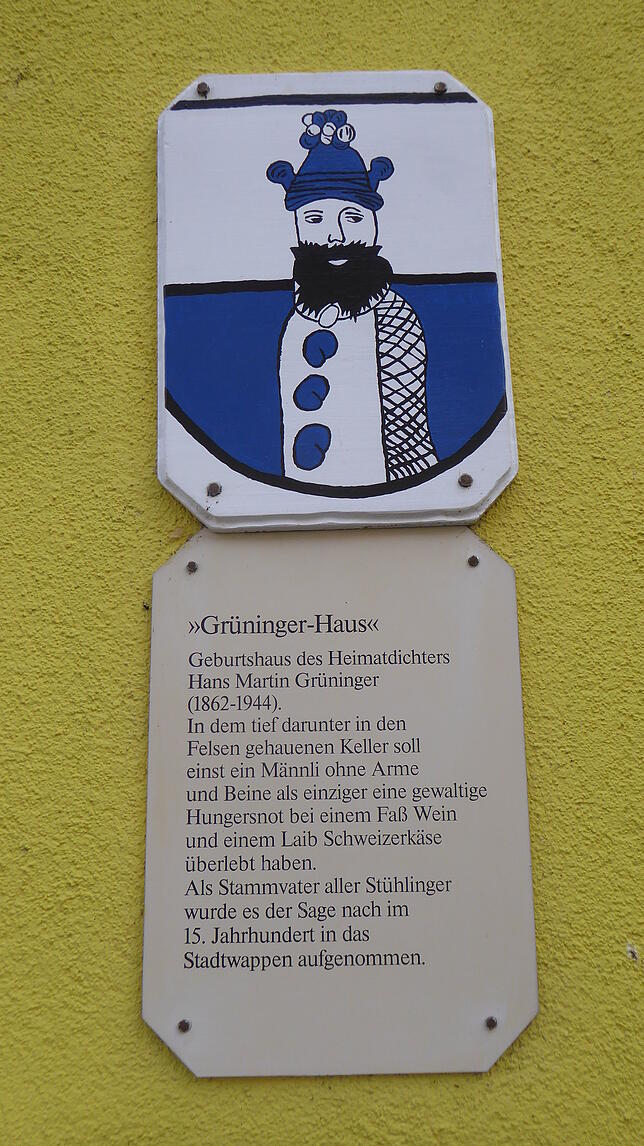 »Grüninger-Haus«
Geburtshaus des Heimatdichters
Hans Martin Grüninger
(1862-1944).
In dem tief darunter in den
Felsen gehauenen Keller soll
einst ein Männli ohne Arme
und Beine als einziger eine gewaltige
Hungersnot bei einem Faß Wein
und einem Laib Schweizerkäse
überlebt haben.
Als Stammvater aller Stühlinger
wurde es der Sage nach im
15. Jahrhundert in das
Stadtwappen aufgenommen.